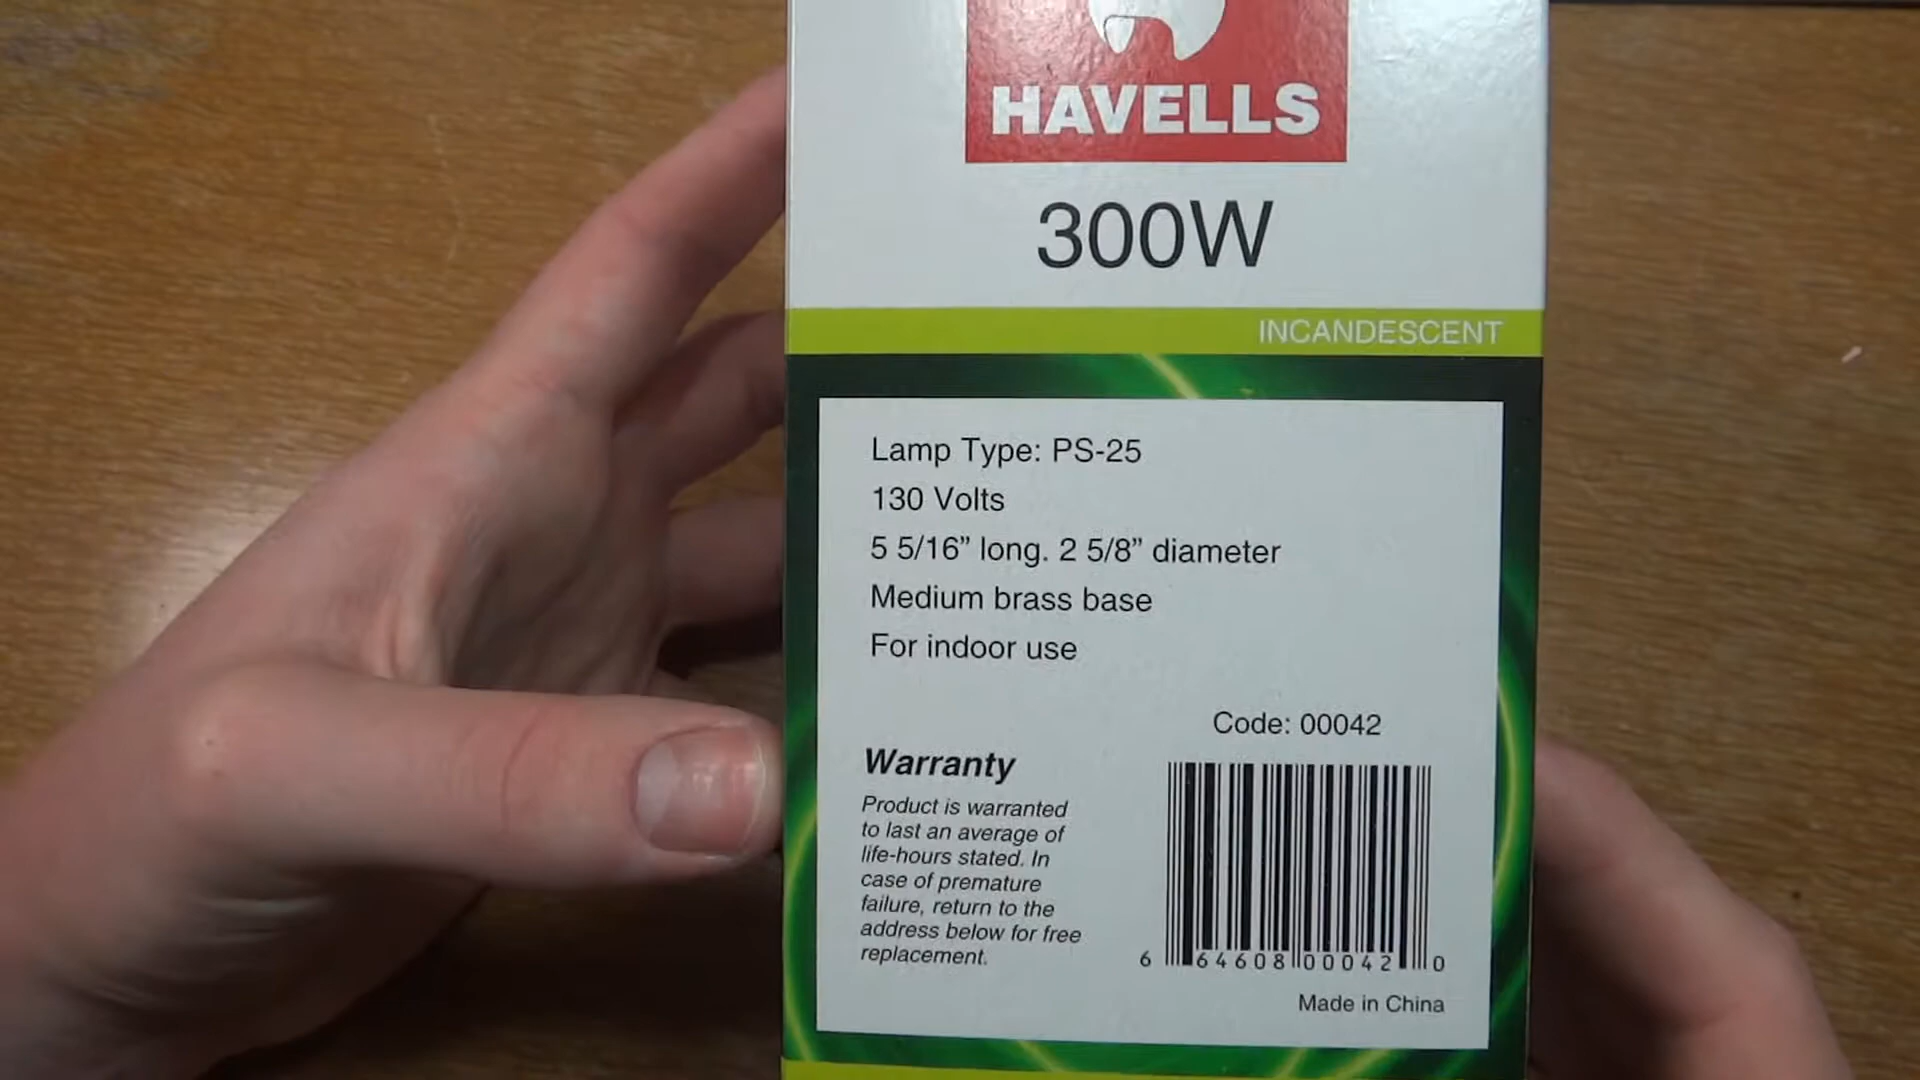 HAVELLS
300W
INCANDESCENT
Lamp Type: PS-25
130 Volts
5 5/16” long. 2 5/8” diameter
Medium brass base
For indoor use
Code: 00042
Warranty
Product is warranted
to last an average of
life-hours stated. In
case of premature
failure, return to the
address below for free
replacement.
6 64608 00042 0
Made in China